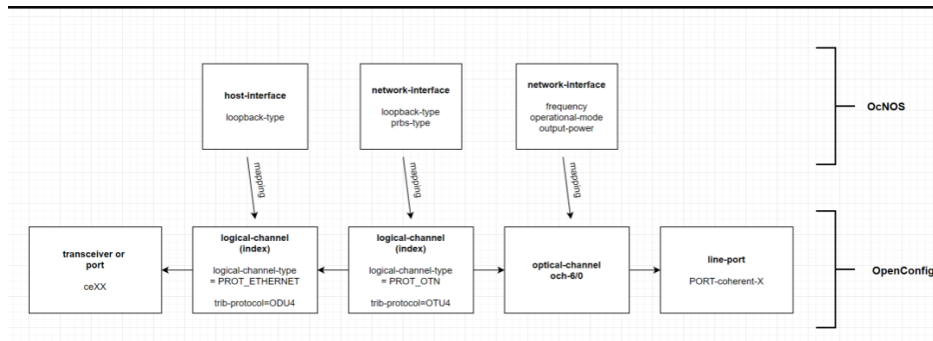 host-interface
loopback-type
network-interface
loopback-type
prbs-type
network-interface
frequency
operational-mode
output-power
OcNOS
mapping
mapping
mapping
transceiver or
port
ceXX
logical-channel
(index)
logical-channel-type
= PROT_ETHERNET
trib-protocol=ODU4
logical-channel
(index)
logical-channel-type
= PROT_OTN
trib-protocol=OTU4
optical-channel
och-6/0
line-port
PORT-coherent-X
OpenConfig